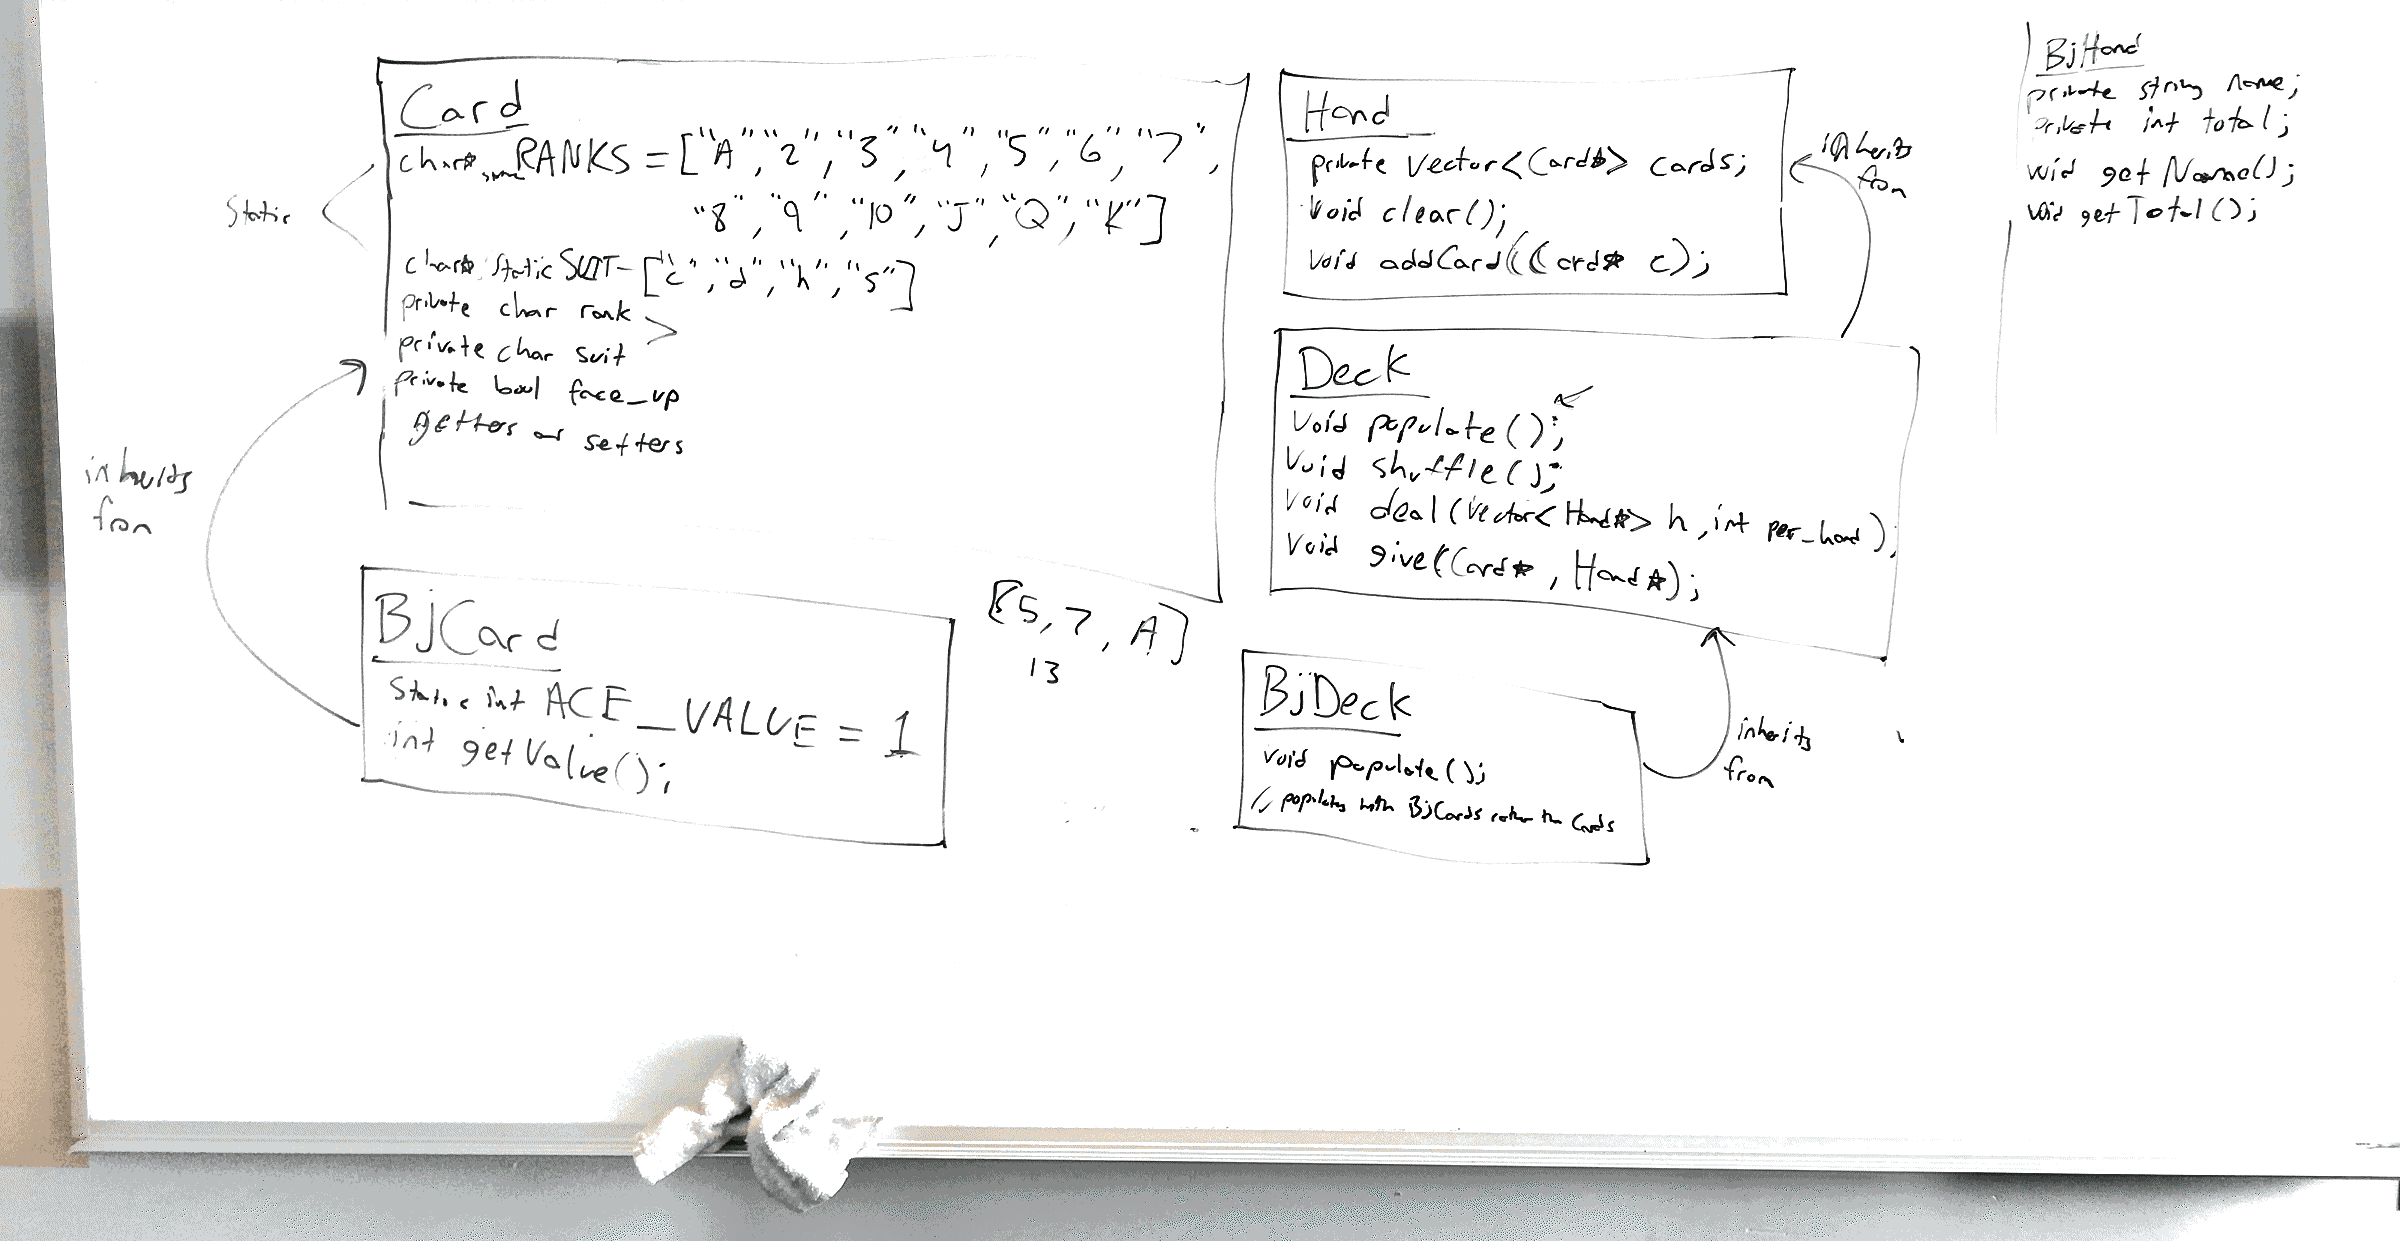 Card
char* static RANKS = ["A", "2", "3", "4", "5", "6", "7",
"8", "9", "10", "J", "Q", "K"]
static
char* static SUIT = ["c", "d", "h", "s"]
private char rank
private char suit
private bool face_up
getters and setters
inherits
from
BjCard
static int ACE_VALUE = 1
int getValue();
[5, 7, A]
13
Hand
private Vector<Card*> cards;
Void clear();
Void addCard(Card* c);
inherits
from
Deck
Void populate();
Void shuffle();
Void deal(Vector<Hand*> h, int per_hand);
Void give(Card*, Hand*);
BjDeck
Void populate();
// populates with BjCards rather than Cards
inherits
from
BjHand
private string name;
private int total;
void getName();
void getTotal();